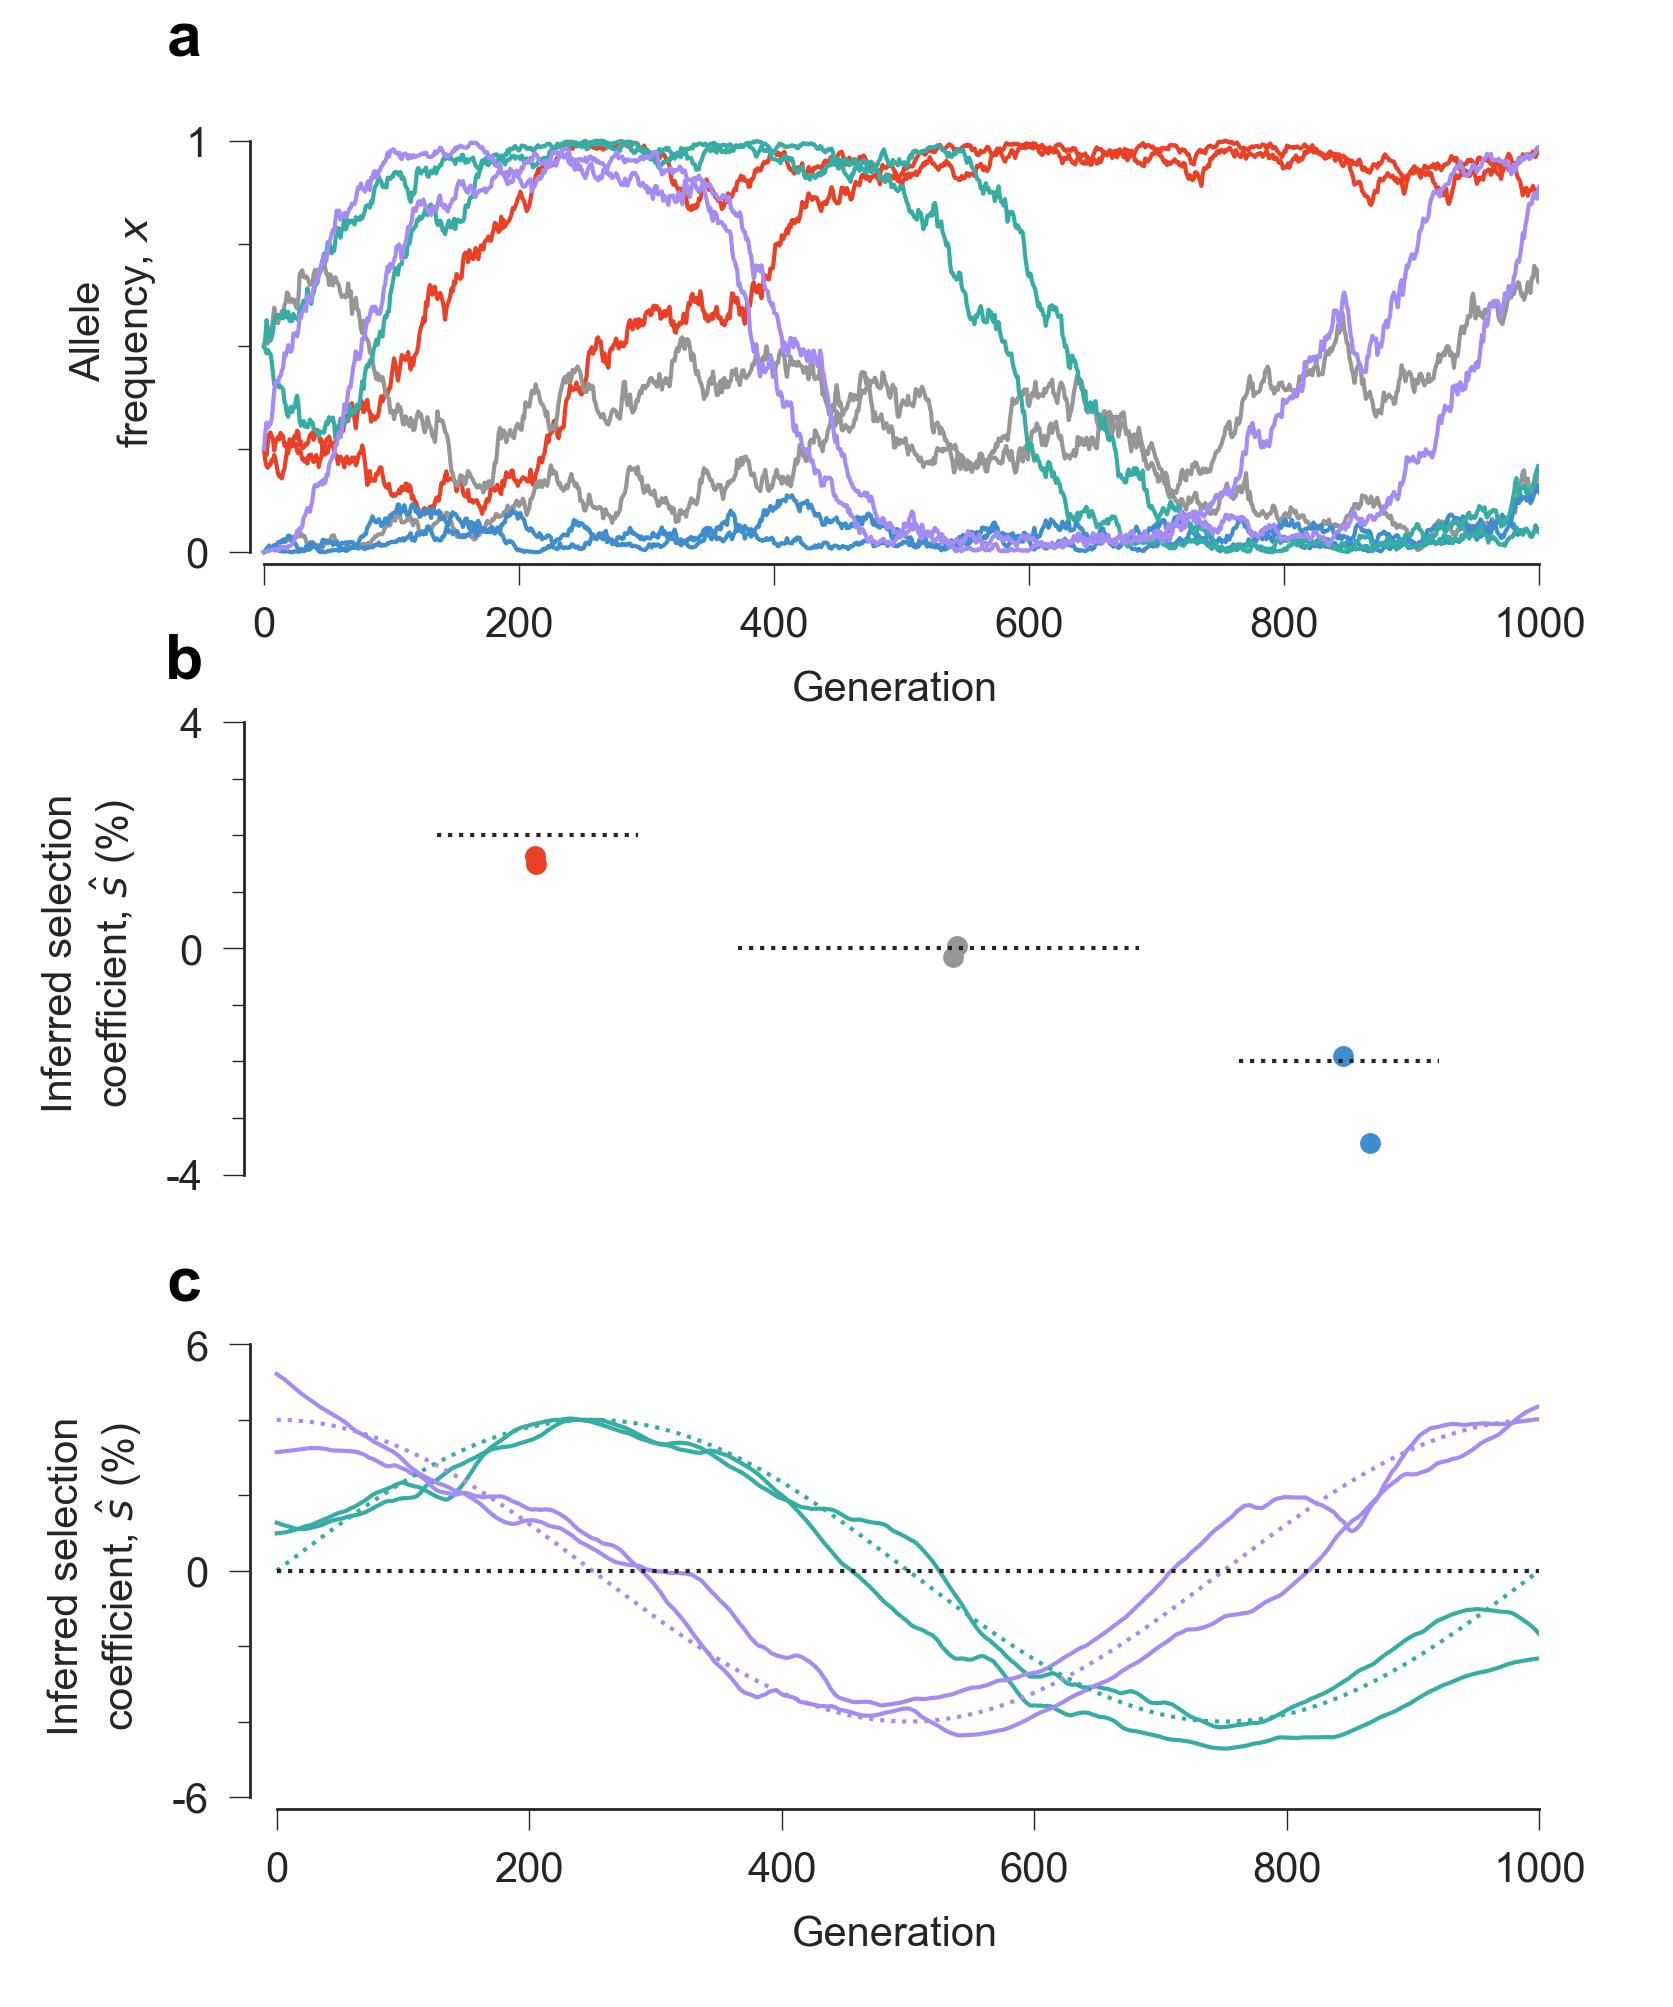 a
1
0
Allele
frequency, x
0 200 400 600 800 1000
Generation
b
4
0
-4
Inferred selection
coefficient, ŝ (%)
c
6
0
-6
Inferred selection
coefficient, ŝ (%)
0 200 400 600 800 1000
Generation